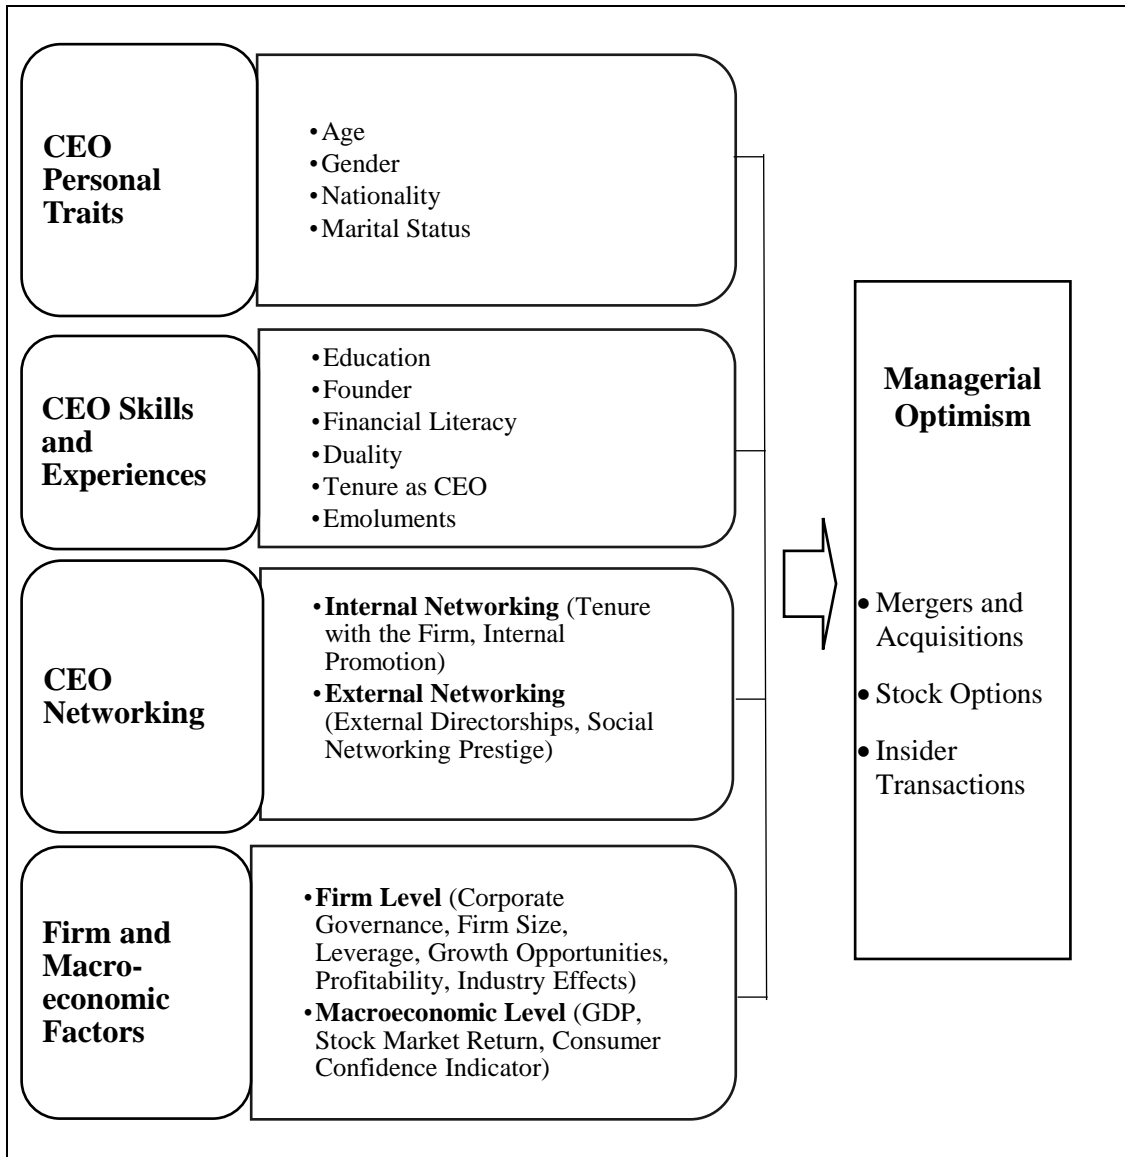 CEO
Personal
Traits
•Age
•Gender
•Nationality
•Marital Status
CEO Skills
and
Experiences
•Education
•Founder
•Financial Literacy
•Duality
•Tenure as CEO
•Emoluments
CEO
Networking
•Internal Networking (Tenure
with the Firm, Internal
Promotion)
•External Networking
(External Directorships, Social
Networking Prestige)
Firm and
Macro-
economic
Factors
•Firm Level (Corporate
Governance, Firm Size,
Leverage, Growth Opportunities,
Profitability, Industry Effects)
•Macroeconomic Level (GDP,
Stock Market Return, Consumer
Confidence Indicator)
Managerial
Optimism
• Mergers and
Acquisitions
• Stock Options
• Insider
Transactions